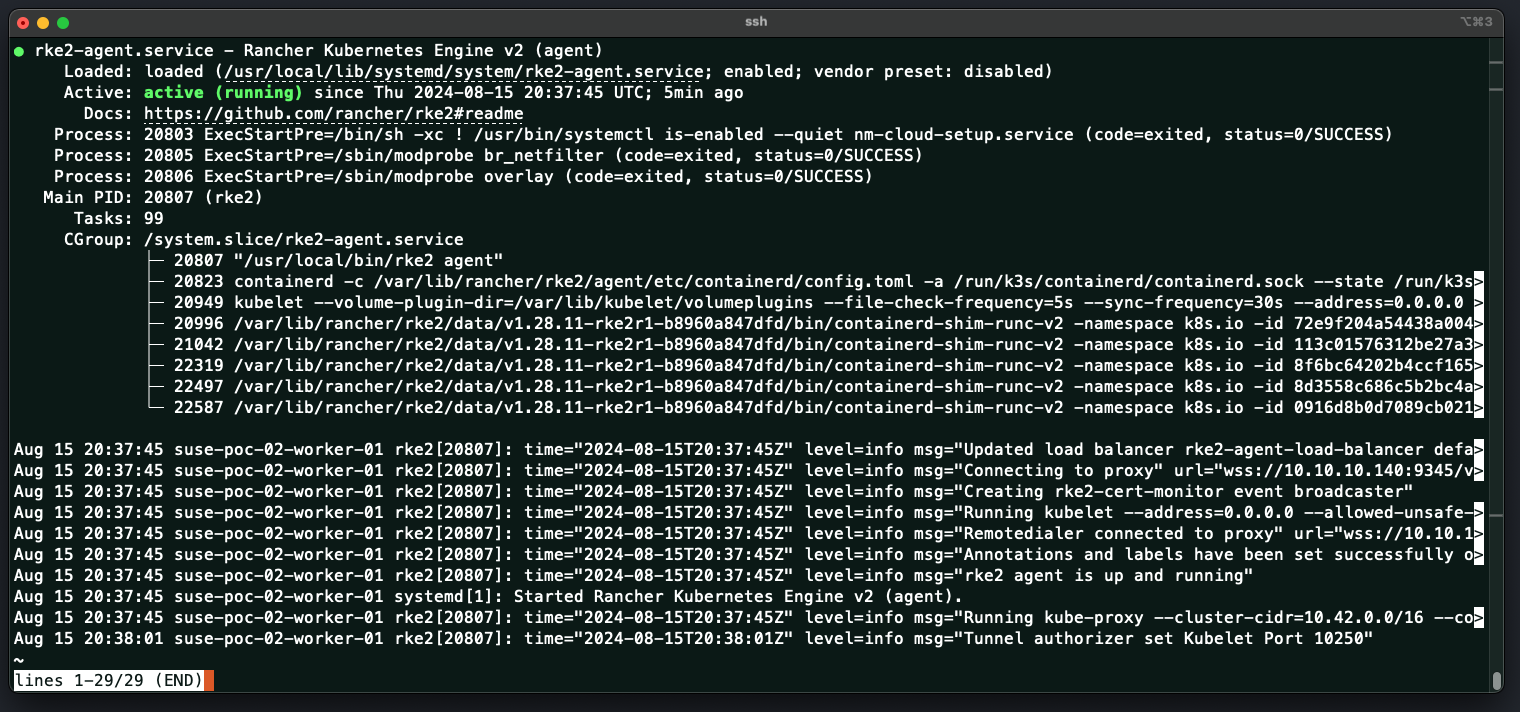 ssh
⌥⌘3
● rke2-agent.service - Rancher Kubernetes Engine v2 (agent)
Loaded: loaded (/usr/local/lib/systemd/system/rke2-agent.service; enabled; vendor preset: disabled)
Active: active (running) since Thu 2024-08-15 20:37:45 UTC; 5min ago
Docs: https://github.com/rancher/rke2#readme
Process: 20803 ExecStartPre=/bin/sh -xc ! /usr/bin/systemctl is-enabled --quiet nm-cloud-setup.service (code=exited, status=0/SUCCESS)
Process: 20805 ExecStartPre=/sbin/modprobe br_netfilter (code=exited, status=0/SUCCESS)
Process: 20806 ExecStartPre=/sbin/modprobe overlay (code=exited, status=0/SUCCESS)
Main PID: 20807 (rke2)
Tasks: 99
CGroup: /system.slice/rke2-agent.service
├─ 20807 "/usr/local/bin/rke2 agent"
├─ 20823 containerd -c /var/lib/rancher/rke2/agent/etc/containerd/config.toml -a /run/k3s/containerd/containerd.sock --state /run/k3s>
├─ 20949 kubelet --volume-plugin-dir=/var/lib/kubelet/volumeplugins --file-check-frequency=5s --sync-frequency=30s --address=0.0.0.0 >
├─ 20996 /var/lib/rancher/rke2/data/v1.28.11-rke2r1-b8960a847dfd/bin/containerd-shim-runc-v2 -namespace k8s.io -id 72e9f204a54438a004>
├─ 21042 /var/lib/rancher/rke2/data/v1.28.11-rke2r1-b8960a847dfd/bin/containerd-shim-runc-v2 -namespace k8s.io -id 113c01576312be27a3>
├─ 22319 /var/lib/rancher/rke2/data/v1.28.11-rke2r1-b8960a847dfd/bin/containerd-shim-runc-v2 -namespace k8s.io -id 8f6bc64202b4ccf165>
├─ 22497 /var/lib/rancher/rke2/data/v1.28.11-rke2r1-b8960a847dfd/bin/containerd-shim-runc-v2 -namespace k8s.io -id 8d3558c686c5b2bc4a>
└─ 22587 /var/lib/rancher/rke2/data/v1.28.11-rke2r1-b8960a847dfd/bin/containerd-shim-runc-v2 -namespace k8s.io -id 0916d8b0d7089cb021>
Aug 15 20:37:45 suse-poc-02-worker-01 rke2[20807]: time="2024-08-15T20:37:45Z" level=info msg="Updated load balancer rke2-agent-load-balancer defa>
Aug 15 20:37:45 suse-poc-02-worker-01 rke2[20807]: time="2024-08-15T20:37:45Z" level=info msg="Connecting to proxy" url="wss://10.10.10.140:9345/v>
Aug 15 20:37:45 suse-poc-02-worker-01 rke2[20807]: time="2024-08-15T20:37:45Z" level=info msg="Creating rke2-cert-monitor event broadcaster"
Aug 15 20:37:45 suse-poc-02-worker-01 rke2[20807]: time="2024-08-15T20:37:45Z" level=info msg="Running kubelet --address=0.0.0.0 --allowed-unsafe->
Aug 15 20:37:45 suse-poc-02-worker-01 rke2[20807]: time="2024-08-15T20:37:45Z" level=info msg="Remotedialer connected to proxy" url="wss://10.10.1>
Aug 15 20:37:45 suse-poc-02-worker-01 rke2[20807]: time="2024-08-15T20:37:45Z" level=info msg="Annotations and labels have been set successfully o>
Aug 15 20:37:45 suse-poc-02-worker-01 rke2[20807]: time="2024-08-15T20:37:45Z" level=info msg="rke2 agent is up and running"
Aug 15 20:37:45 suse-poc-02-worker-01 systemd[1]: Started Rancher Kubernetes Engine v2 (agent).
Aug 15 20:37:45 suse-poc-02-worker-01 rke2[20807]: time="2024-08-15T20:37:45Z" level=info msg="Running kube-proxy --cluster-cidr=10.42.0.0/16 --co>
Aug 15 20:38:01 suse-poc-02-worker-01 rke2[20807]: time="2024-08-15T20:38:01Z" level=info msg="Tunnel authorizer set Kubelet Port 10250"
~
lines 1-29/29 (END)